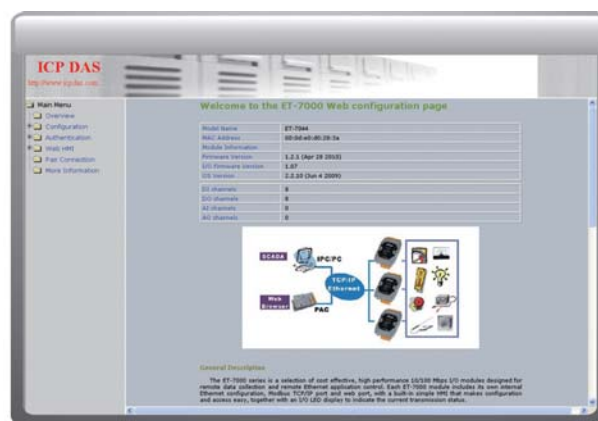 ICP DAS
http://www.icpdas.com
Main Menu
Overview
Configuration
Authentication
Web HMI
Pair Connection
More Information
Welcome to the ET-7000 Web configuration page
Model Name ET-7044
MAC Address
Module Information
Firmware Version 1.2.1 (Apr 28 2010)
I/O Firmware Version 1.07
OS Version 2.2.10 (Jun 4 2009)
DI channels 8
DO channels 8
AI channels 0
AO channels 0
SCADA
IPC/PC
TCP/IP
Ethernet
Web
Browser
PAC
General Description
The ET-7000 series is a selection of cost effective, high performance 10/100 Mbps I/O modules designed for
remote data collection and remote Ethernet application control. Each ET-7000 module includes its own internal
Ethernet configuration, Modbus TCP/IP port and web port, with a built-in simple HMI that makes configuration
and access easy, together with an I/O LED display to indicate the current transmission status.